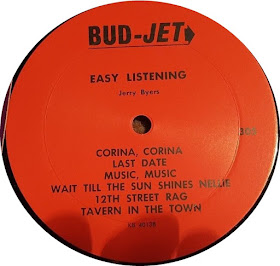 BUD-JET
EASY LISTENING
Jerry Byers
CORINA, CORINA
LAST DATE
MUSIC, MUSIC
WAIT TILL THE SUN SHINES NELLIE
12TH STREET RAG
TAVERN IN THE TOWN